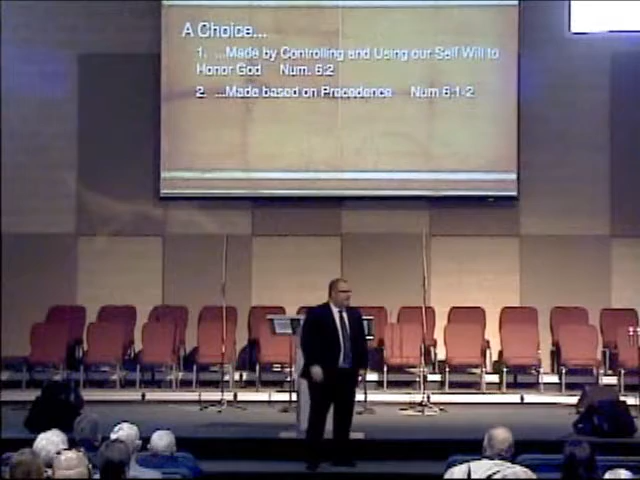 A Choice...
1. ...Made by Controlling and Using our Self Will to
Honor God Num. 6:2
2. ...Made based on Precedence Num 6:1-2